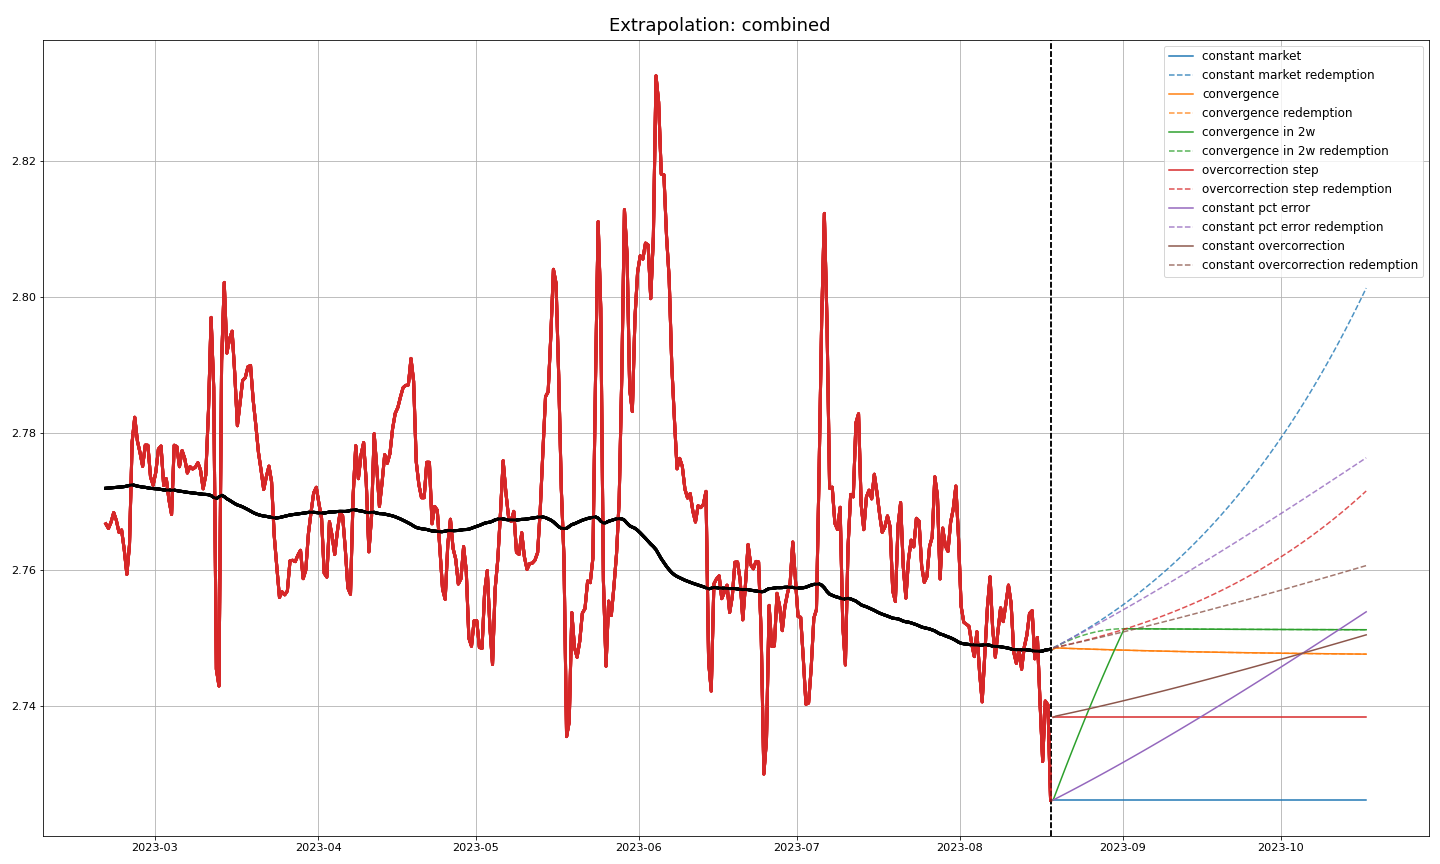 Extrapolation: combined
constant market
constant market redemption
convergence
convergence redemption
convergence in 2w
convergence in 2w redemption
overcorrection step
overcorrection step redemption
constant pct error
constant pct error redemption
constant overcorrection
constant overcorrection redemption
2.82
2.80
2.78
2.76
2.74
2023-03
2023-04
2023-05
2023-06
2023-07
2023-08
2023-09
2023-10